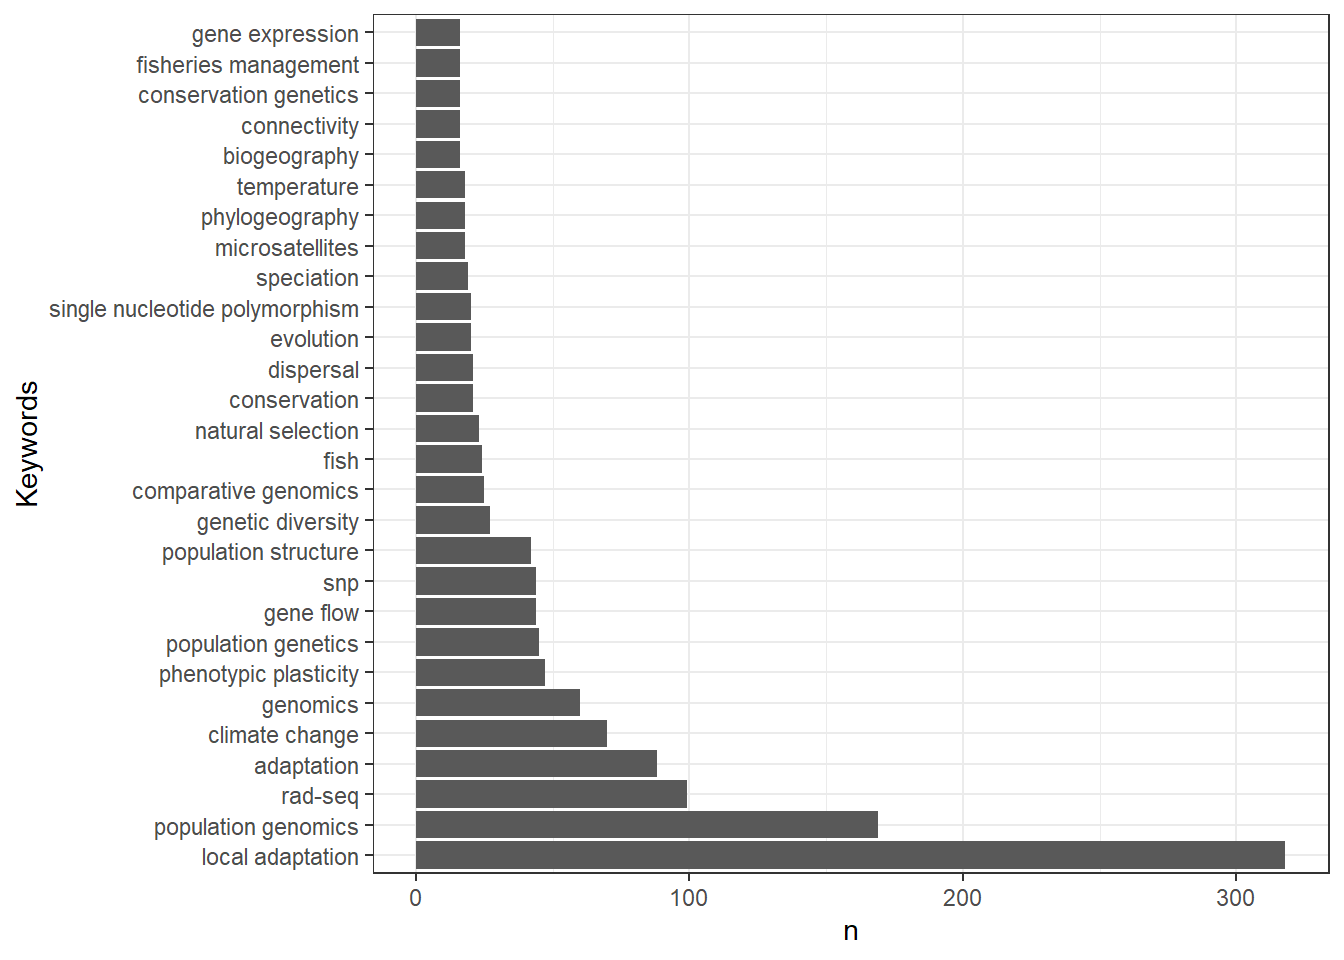 gene expression
fisheries management
conservation genetics
connectivity
biogeography
temperature
phylogeography
microsatellites
speciation
single nucleotide polymorphism
evolution
dispersal
conservation
natural selection
fish
comparative genomics
genetic diversity
population structure
snp
gene flow
population genetics
phenotypic plasticity
genomics
climate change
adaptation
rad-seq
population genomics
local adaptation
Keywords
0 100 200 300
n